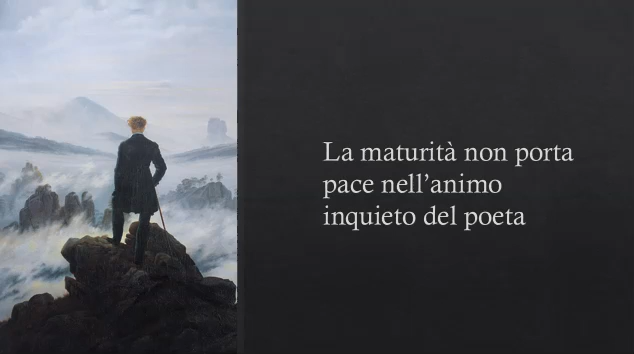 La maturità non porta
pace nell’animo
inquieto del poeta